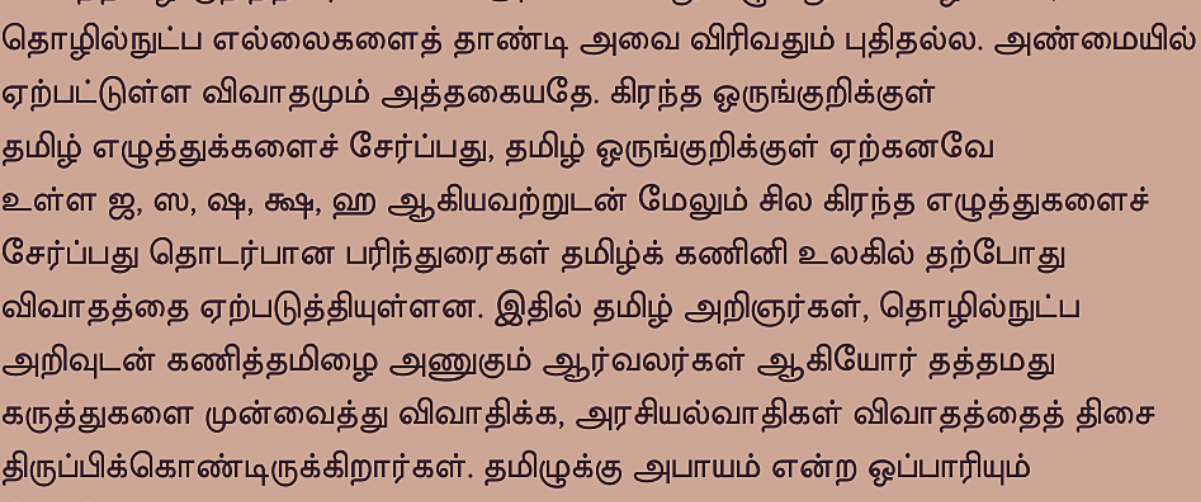 தொழில்நுட்ப எல்லைகளைத் தாண்டி அவை விரிவதும் புதிதல்ல. அண்மையில்
ஏற்பட்டுள்ள விவாதமும் அத்தகையதே. கிரந்த ஒருங்குறிக்குள்
தமிழ் எழுத்துக்களைச் சேர்ப்பது, தமிழ் ஒருங்குறிக்குள் ஏற்கனவே
உள்ள ஜ, ஸ, ஷ, க்ஷ, ஹ ஆகியவற்றுடன் மேலும் சில கிரந்த எழுத்துகளைச்
சேர்ப்பது தொடர்பான பரிந்துரைகள் தமிழ்க் கணினி உலகில் தற்போது
விவாதத்தை ஏற்படுத்தியுள்ளன. இதில் தமிழ் அறிஞர்கள், தொழில்நுட்ப
அறிவுடன் கணித்தமிழை அணுகும் ஆர்வலர்கள் ஆகியோர் தத்தமது
கருத்துகளை முன்வைத்து விவாதிக்க, அரசியல்வாதிகள் விவாதத்தைத் திசை
திருப்பிக்கொண்டிருக்கிறார்கள். தமிழுக்கு அபாயம் என்ற ஒப்பாரியும்